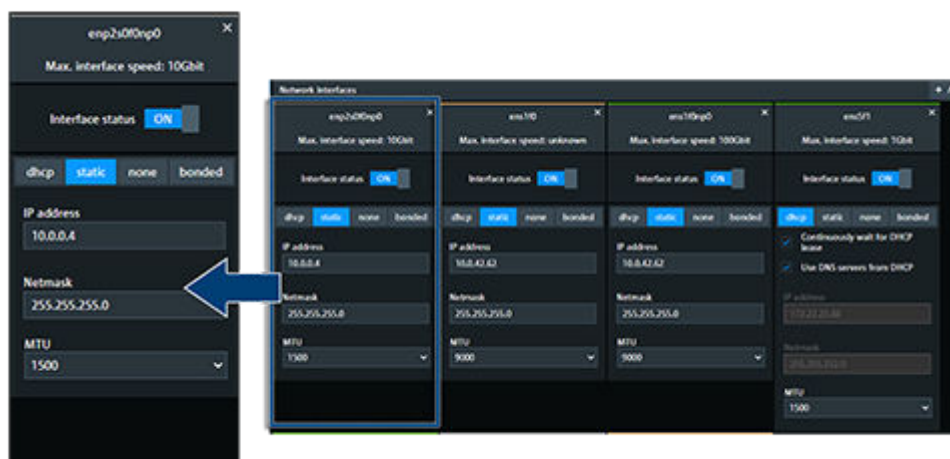 enp2s0f0np0
Max. interface speed: 10Gbit
Interface status ON
dhcp static none bonded
IP address
10.0.0.4
Netmask
255.255.255.0
MTU
1500
Network interfaces
enp2s0f0np0
Max. interface speed: 10Gbit
Interface status ON
dhcp static none bonded
IP address
10.0.0.4
Netmask
255.255.255.0
MTU
1500
ens1f0
Max. interface speed: unknown
Interface status ON
dhcp static none bonded
IP address
10.0.42.62
Netmask
255.255.255.0
MTU
9000
ens1f0np0
Max. interface speed: 100Gbit
Interface status ON
dhcp static none bonded
IP address
10.0.42.62
Netmask
255.255.255.0
MTU
9000
ens5f1
Max. interface speed: 1Gbit
Interface status ON
dhcp static none bonded
Continuously wait for DHCP
lease
Use DNS servers from DHCP
IP address
Netmask
MTU
1500